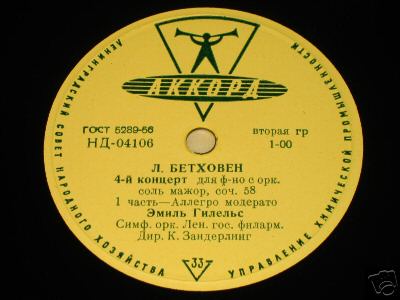 ЛЕНИНГРАДСКИЙ СОВЕТ НАРОДНОГО ХОЗЯЙСТВА
УПРАВЛЕНИЕ ХИМИЧЕСКОЙ ПРОМЫШЛЕННОСТИ
АККОРД
ГОСТ 5289-56
НД-04106
вторая гр
1-00
Л. БЕТХОВЕН
4-й концерт для ф-но с орк.
соль мажор, соч. 58
1 часть—Аллегро модерато
Эмиль Гилельс
Симф. орк. Лен. гос. филарм.
Дир. К. Зандерлинг
33
ebY